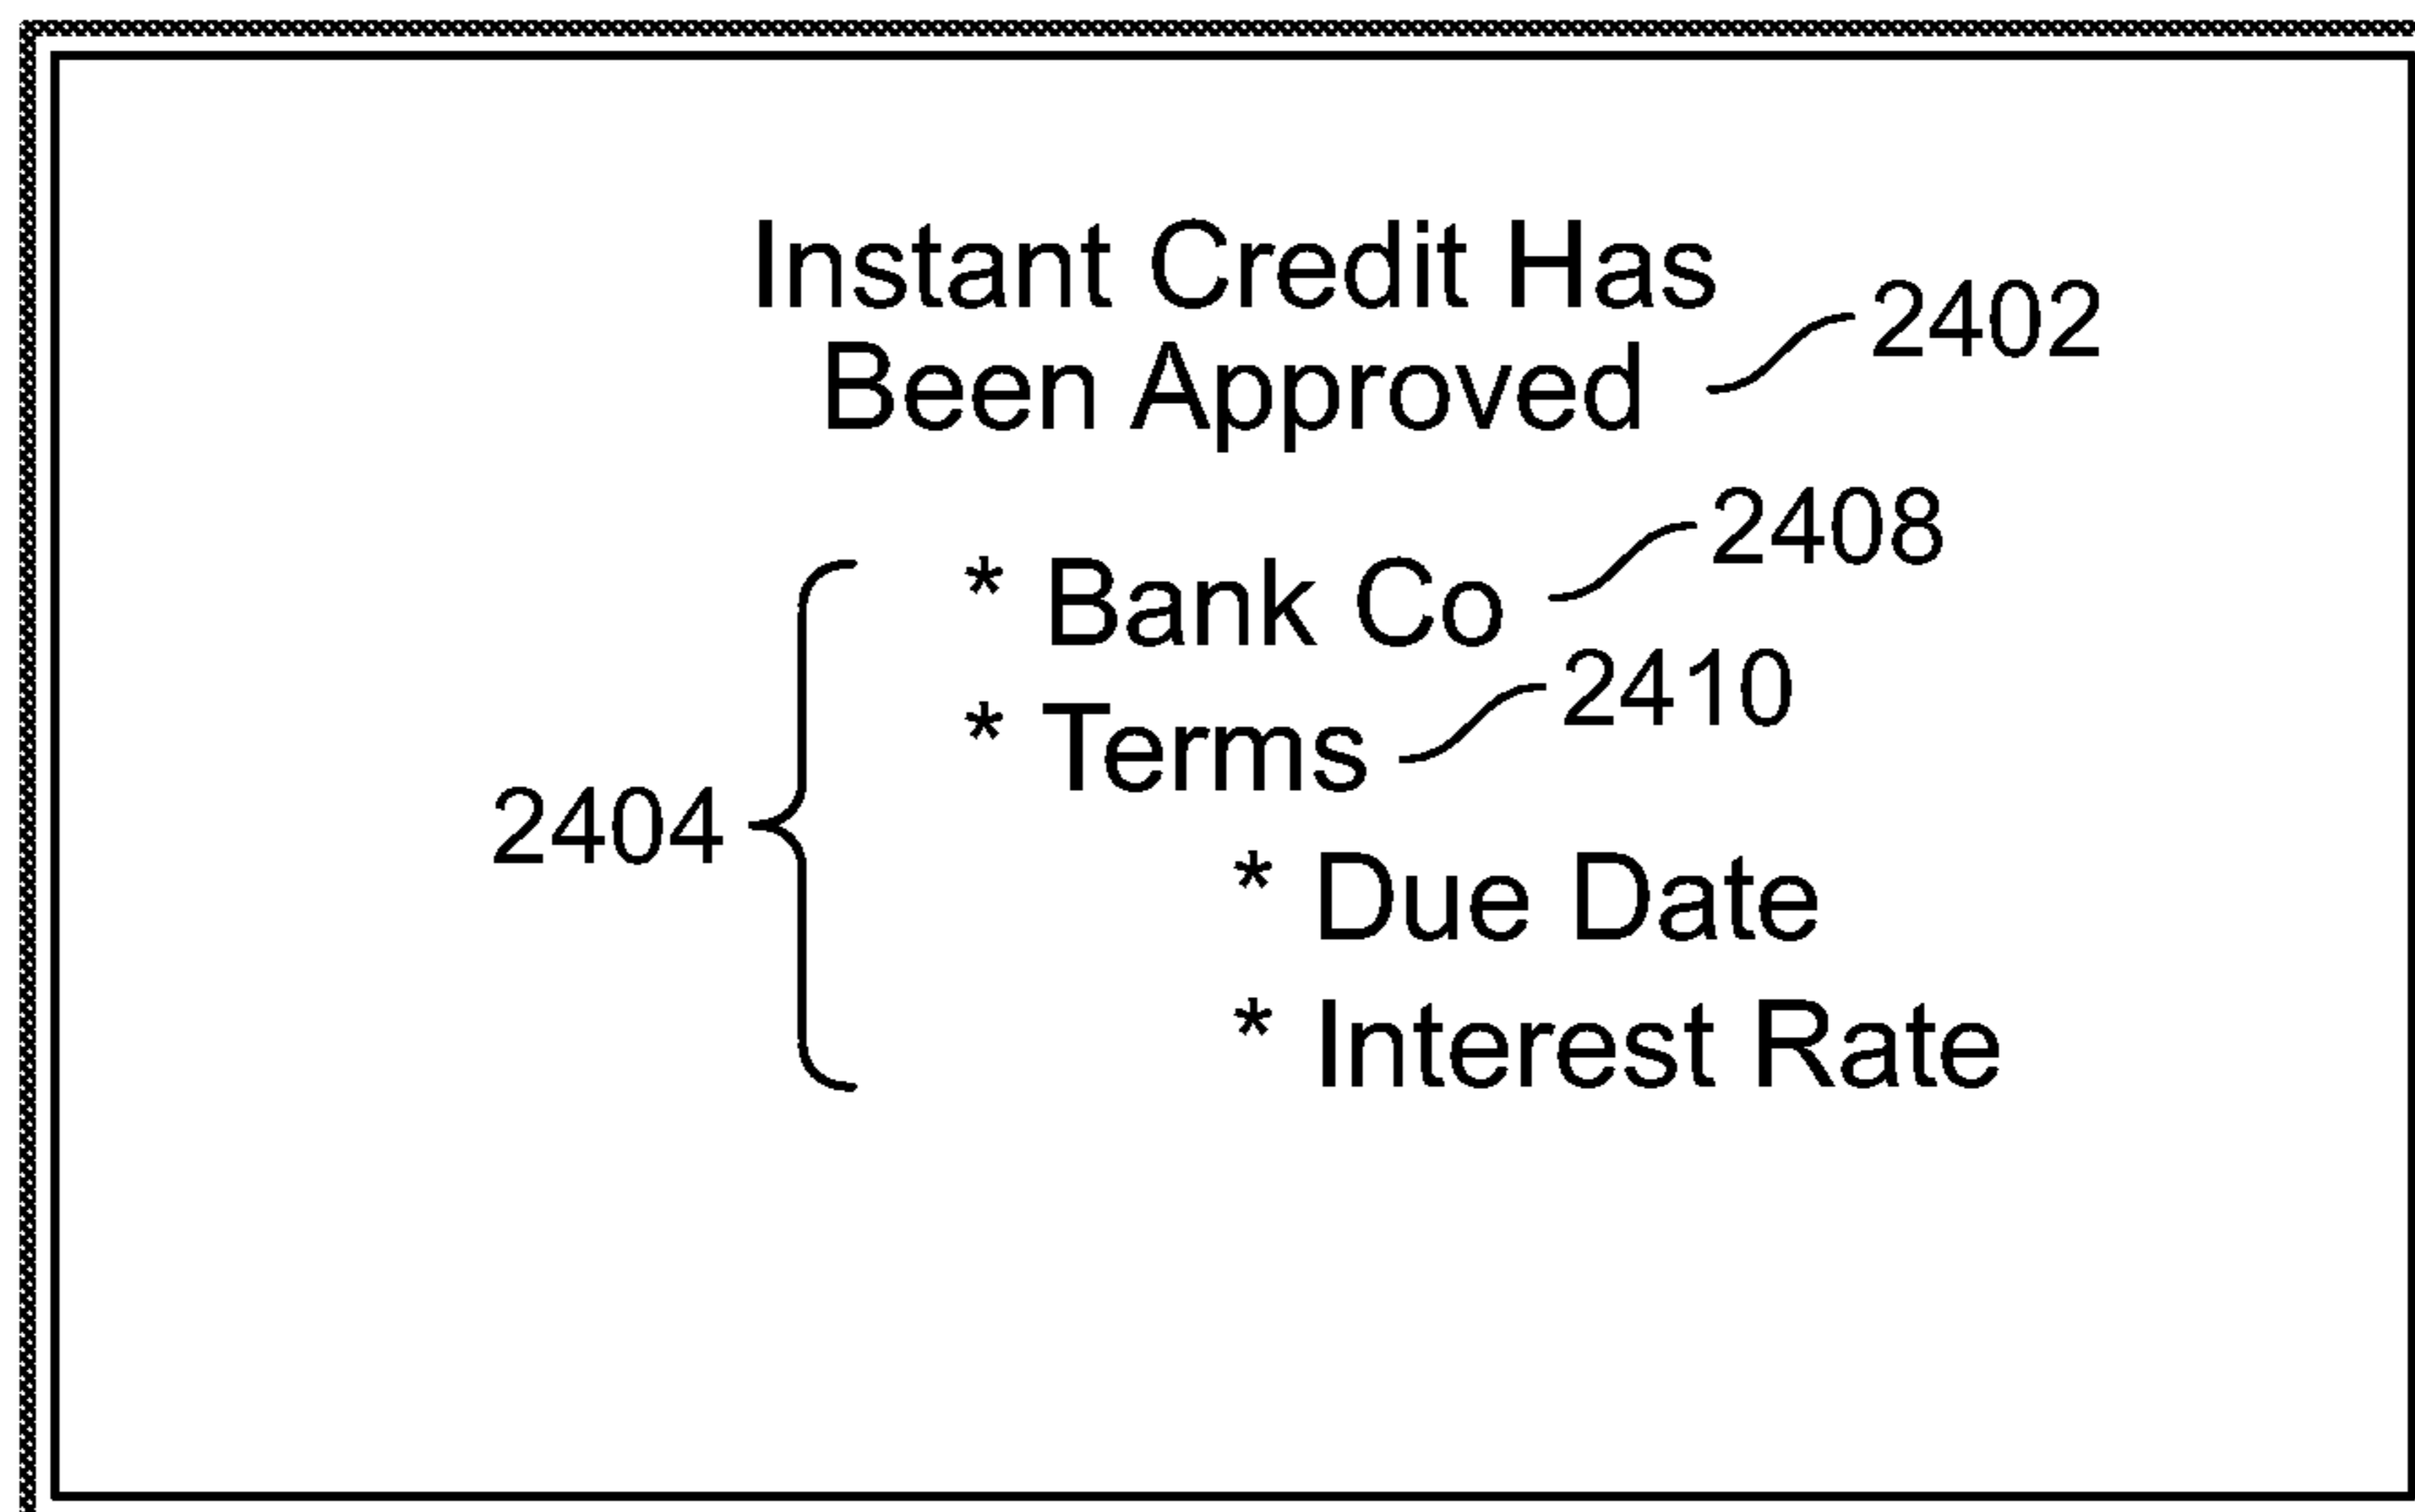 Instant Credit Has
Been Approved
2402
* Bank Co
2408
* Terms
2410
2404
* Due Date
* Interest Rate